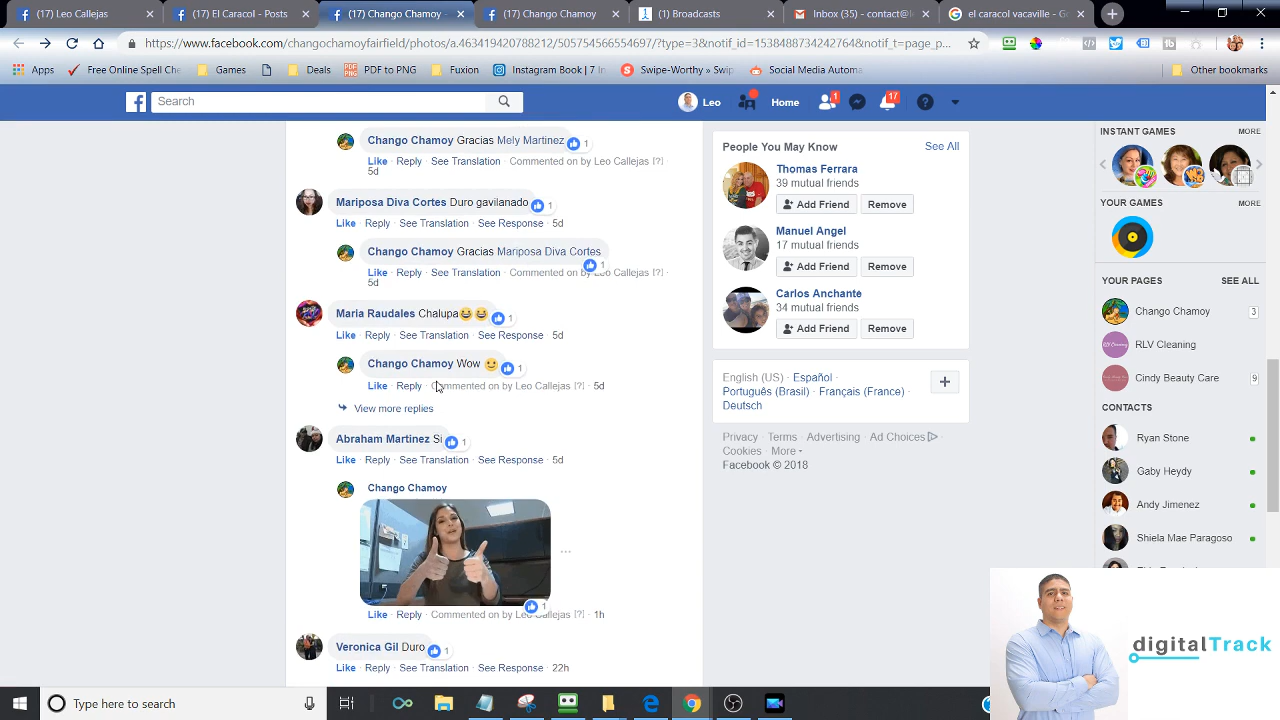 (17) Leo Callejas
(17) El Caracol - Posts
(17) Chango Chamoy -
(17) Chango Chamoy
(1) Broadcasts
Inbox (35) - contact@l
el caracol vacaville - Go
https://www.facebook.com/changochamoyfairfield/photos/a.463419420788212/505754566554697/?type=3&notif_id=1538488734242764&notif_t=page_p...
Apps
Free Online Spell Che
Games
Deals
PDF to PNG
Fuxion
Instagram Book | 7 In
Swipe-Worthy » Swip
Social Media Automa
Other bookmarks
Search
Leo
Home
1
17
Chango Chamoy Gracias Mely Martinez 1
Like · Reply · See Translation · Commented on by Leo Callejas [?] ·
5d
Mariposa Diva Cortes Duro gavilanado 1
Like · Reply · See Translation · See Response · 5d
Chango Chamoy Gracias Mariposa Diva Cortes
1
Like · Reply · See Translation · Commented on by Leo Callejas [?] ·
5d
Maria Raudales Chalupa😄😄 1
Like · Reply · See Translation · See Response · 5d
Chango Chamoy Wow 🙂 1
Like · Reply · Commented on by Leo Callejas [?] · 5d
View more replies
Abraham Martinez Si 1
Like · Reply · See Translation · See Response · 5d
Chango Chamoy
...
1
Like · Reply · Commented on by Leo Callejas [?] · 1h
Veronica Gil Duro 1
Like · Reply · See Translation · See Response · 22h
People You May Know
See All
Thomas Ferrara
39 mutual friends
Add Friend
Remove
Manuel Angel
17 mutual friends
Add Friend
Remove
Carlos Anchante
34 mutual friends
Add Friend
Remove
English (US) · Español ·
Português (Brasil) · Français (France) ·
Deutsch
Privacy · Terms · Advertising · Ad Choices
Cookies · More
Facebook © 2018
INSTANT GAMES
MORE
YOUR GAMES
MORE
YOUR PAGES
SEE ALL
Chango Chamoy
3
RLV Cleaning
Cindy Beauty Care
9
CONTACTS
Ryan Stone
Gaby Heydy
Andy Jimenez
Shiela Mae Paragoso
digitalTrack
Type here to search